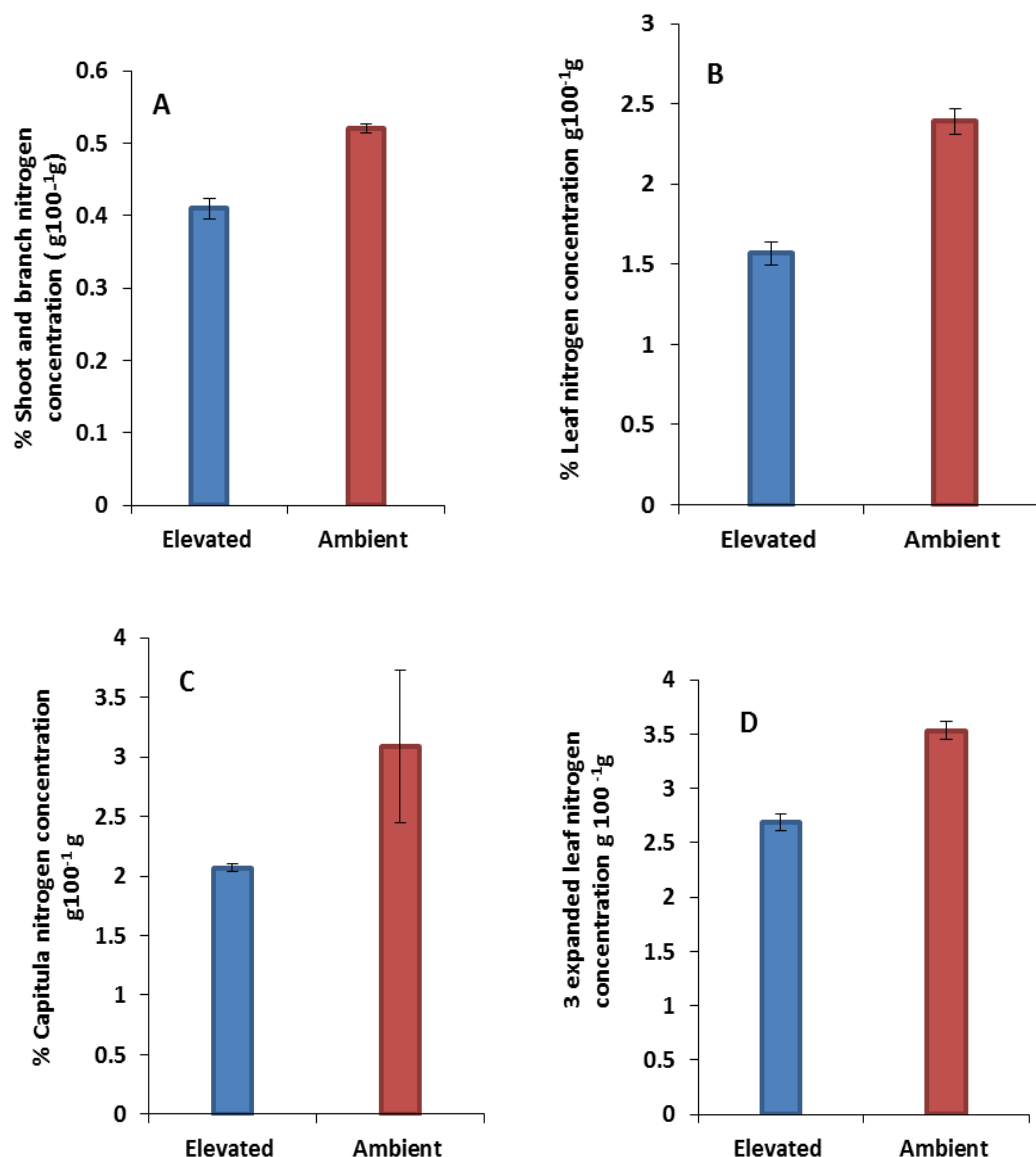 A
% Shoot and branch nitrogen
concentration ( g100-¹g)
0.6
0.5
0.4
0.3
0.2
0.1
0
Elevated Ambient
B
% Leaf nitrogen concentration g100⁻¹g
3
2.5
2
1.5
1
0.5
0
Elevated Ambient
C
% Capitula nitrogen concentration
g100⁻¹ g
4
3.5
3
2.5
2
1.5
1
0.5
0
Elevated Ambient
D
3 expanded leaf nitrogen
concentration g 100 ⁻¹g
4
3.5
3
2.5
2
1.5
1
0.5
0
Elevated Ambient